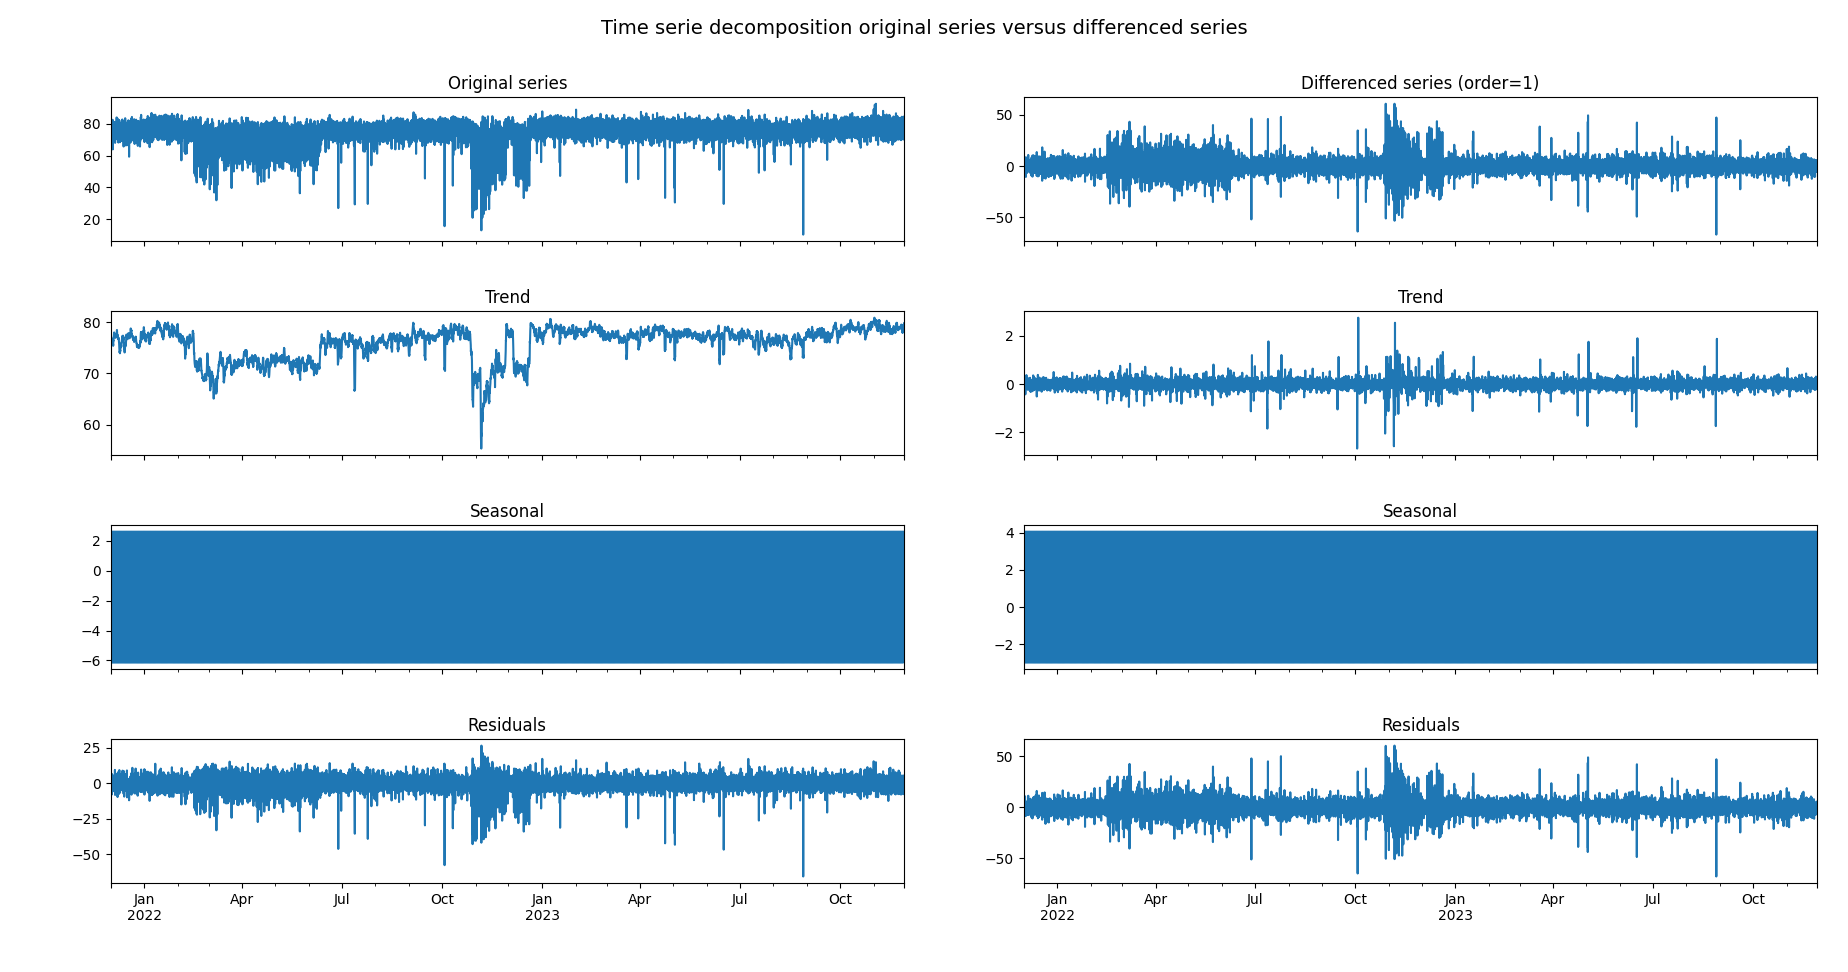 Time serie decomposition original series versus differenced series
Original series
80
60
40
20
Differenced series (order=1)
50
0
−50
Trend
80
70
60
Trend
2
0
−2
Seasonal
2
0
−2
−4
−6
Seasonal
4
2
0
−2
Residuals
25
0
−25
−50
Jan Apr Jul Oct Jan Apr Jul Oct
2022 2023
Residuals
50
0
−50
Jan Apr Jul Oct Jan Apr Jul Oct
2022 2023